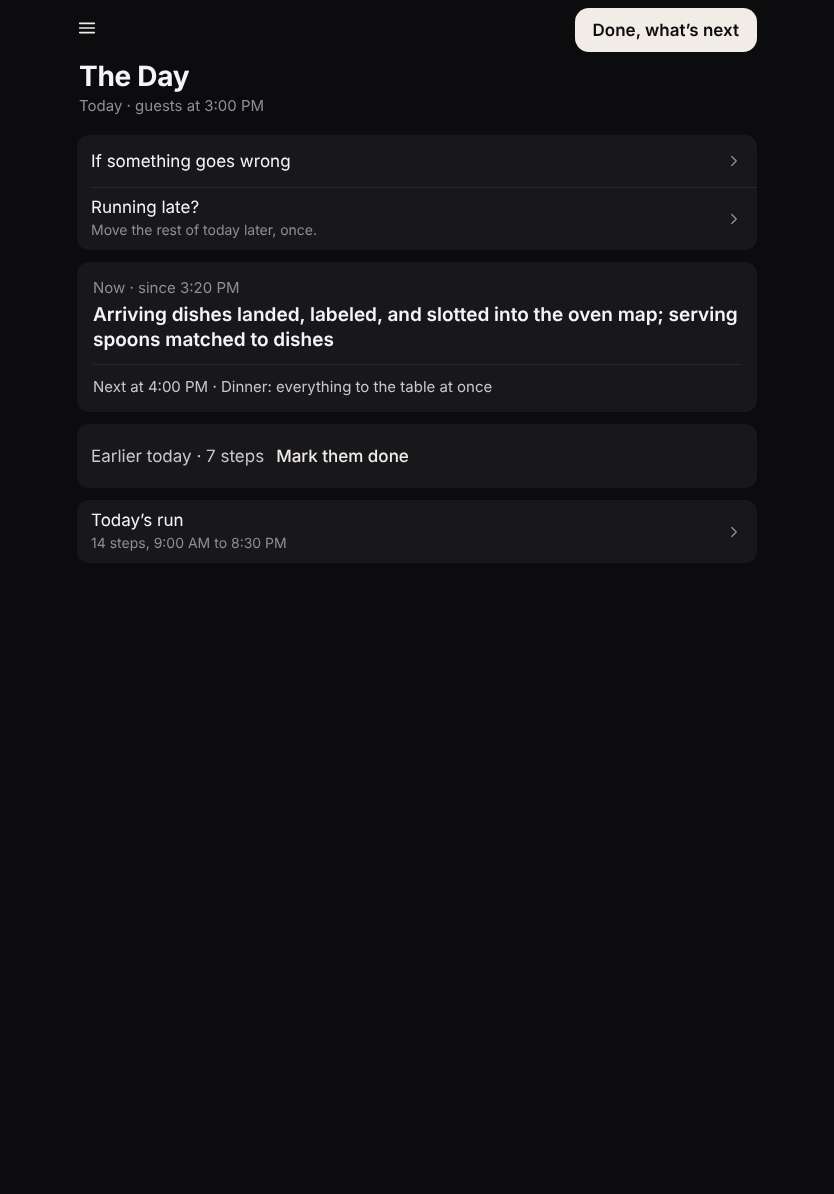 Done, what’s next
The Day
Today · guests at 3:00 PM
If something goes wrong
Running late?
Move the rest of today later, once.
Now · since 3:20 PM
Arriving dishes landed, labeled, and slotted into the oven map; serving
spoons matched to dishes
Next at 4:00 PM · Dinner: everything to the table at once
Earlier today · 7 steps Mark them done
Today’s run
14 steps, 9:00 AM to 8:30 PM